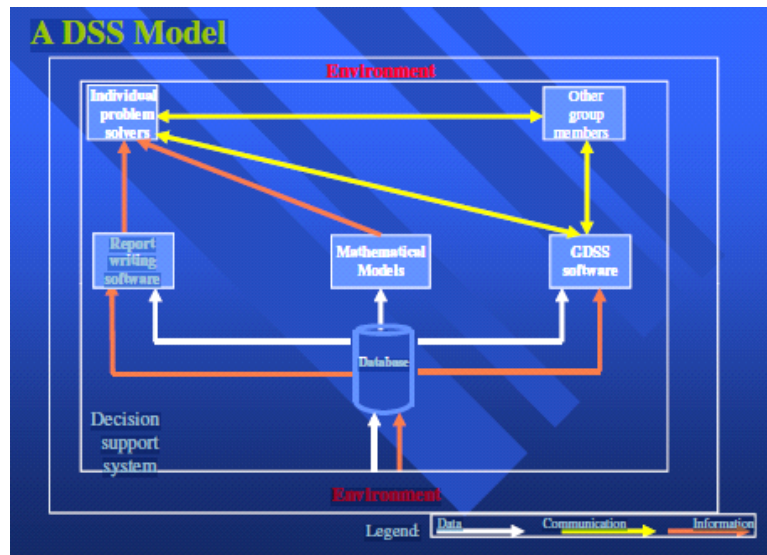 A DSS Model
Environment
Individual
problem
solvers
Other
group
members
Report
writing
software
Mathematical
Models
GDSS
software
Database
Decision
support
system
Environment
Legend:
Data
Communication
Information